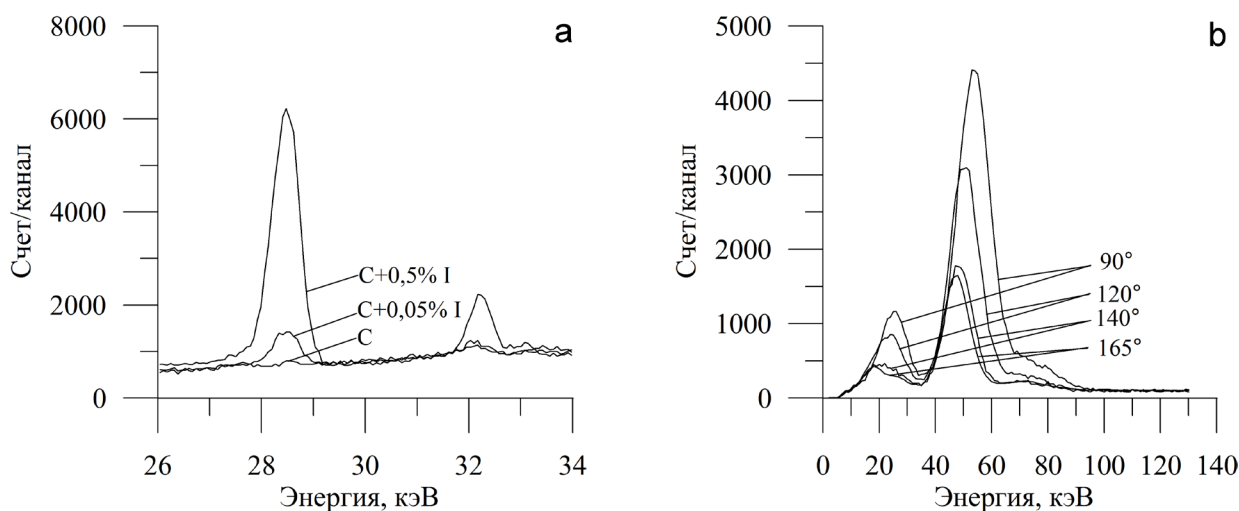 a
Счет/канал
8000
6000
4000
2000
0
C+0,5% I
C+0,05% I
C
26 28 30 32 34
Энергия, кэВ
b
Счет/канал
5000
4000
3000
2000
1000
0
90°
120°
140°
165°
0 20 40 60 80 100 120 140
Энергия, кэВ